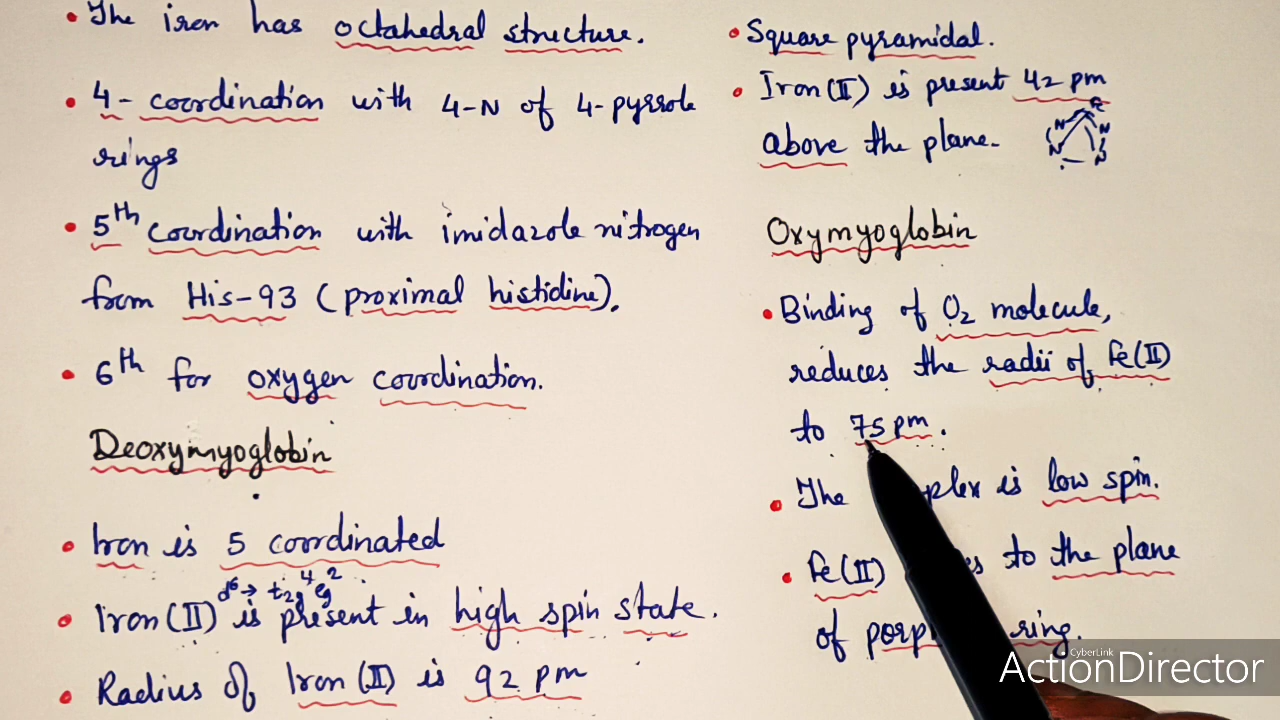 The iron has octahedral structure.
4- coordination with 4-N of 4-pyrrole
rings
5th coordination with imidazole nitrogen
from His-93 (proximal histidine).
6th for oxygen coordination.
Deoxymyoglobin
Iron is 5 coordinated
d6→ t2g4 eg2
Iron(II) is present in high spin state.
Radius of Iron(II) is 92 pm
Square pyramidal.
Iron(II) is present 42 pm
above the plane.
Fe
N N
N N
Oxymyoglobin
Binding of O2 molecule,
reduces the radii of Fe(II)
to 75 pm.
The plex is low spin.
Fe(II) to the plane
of ring.
CyberLink
ActionDirector